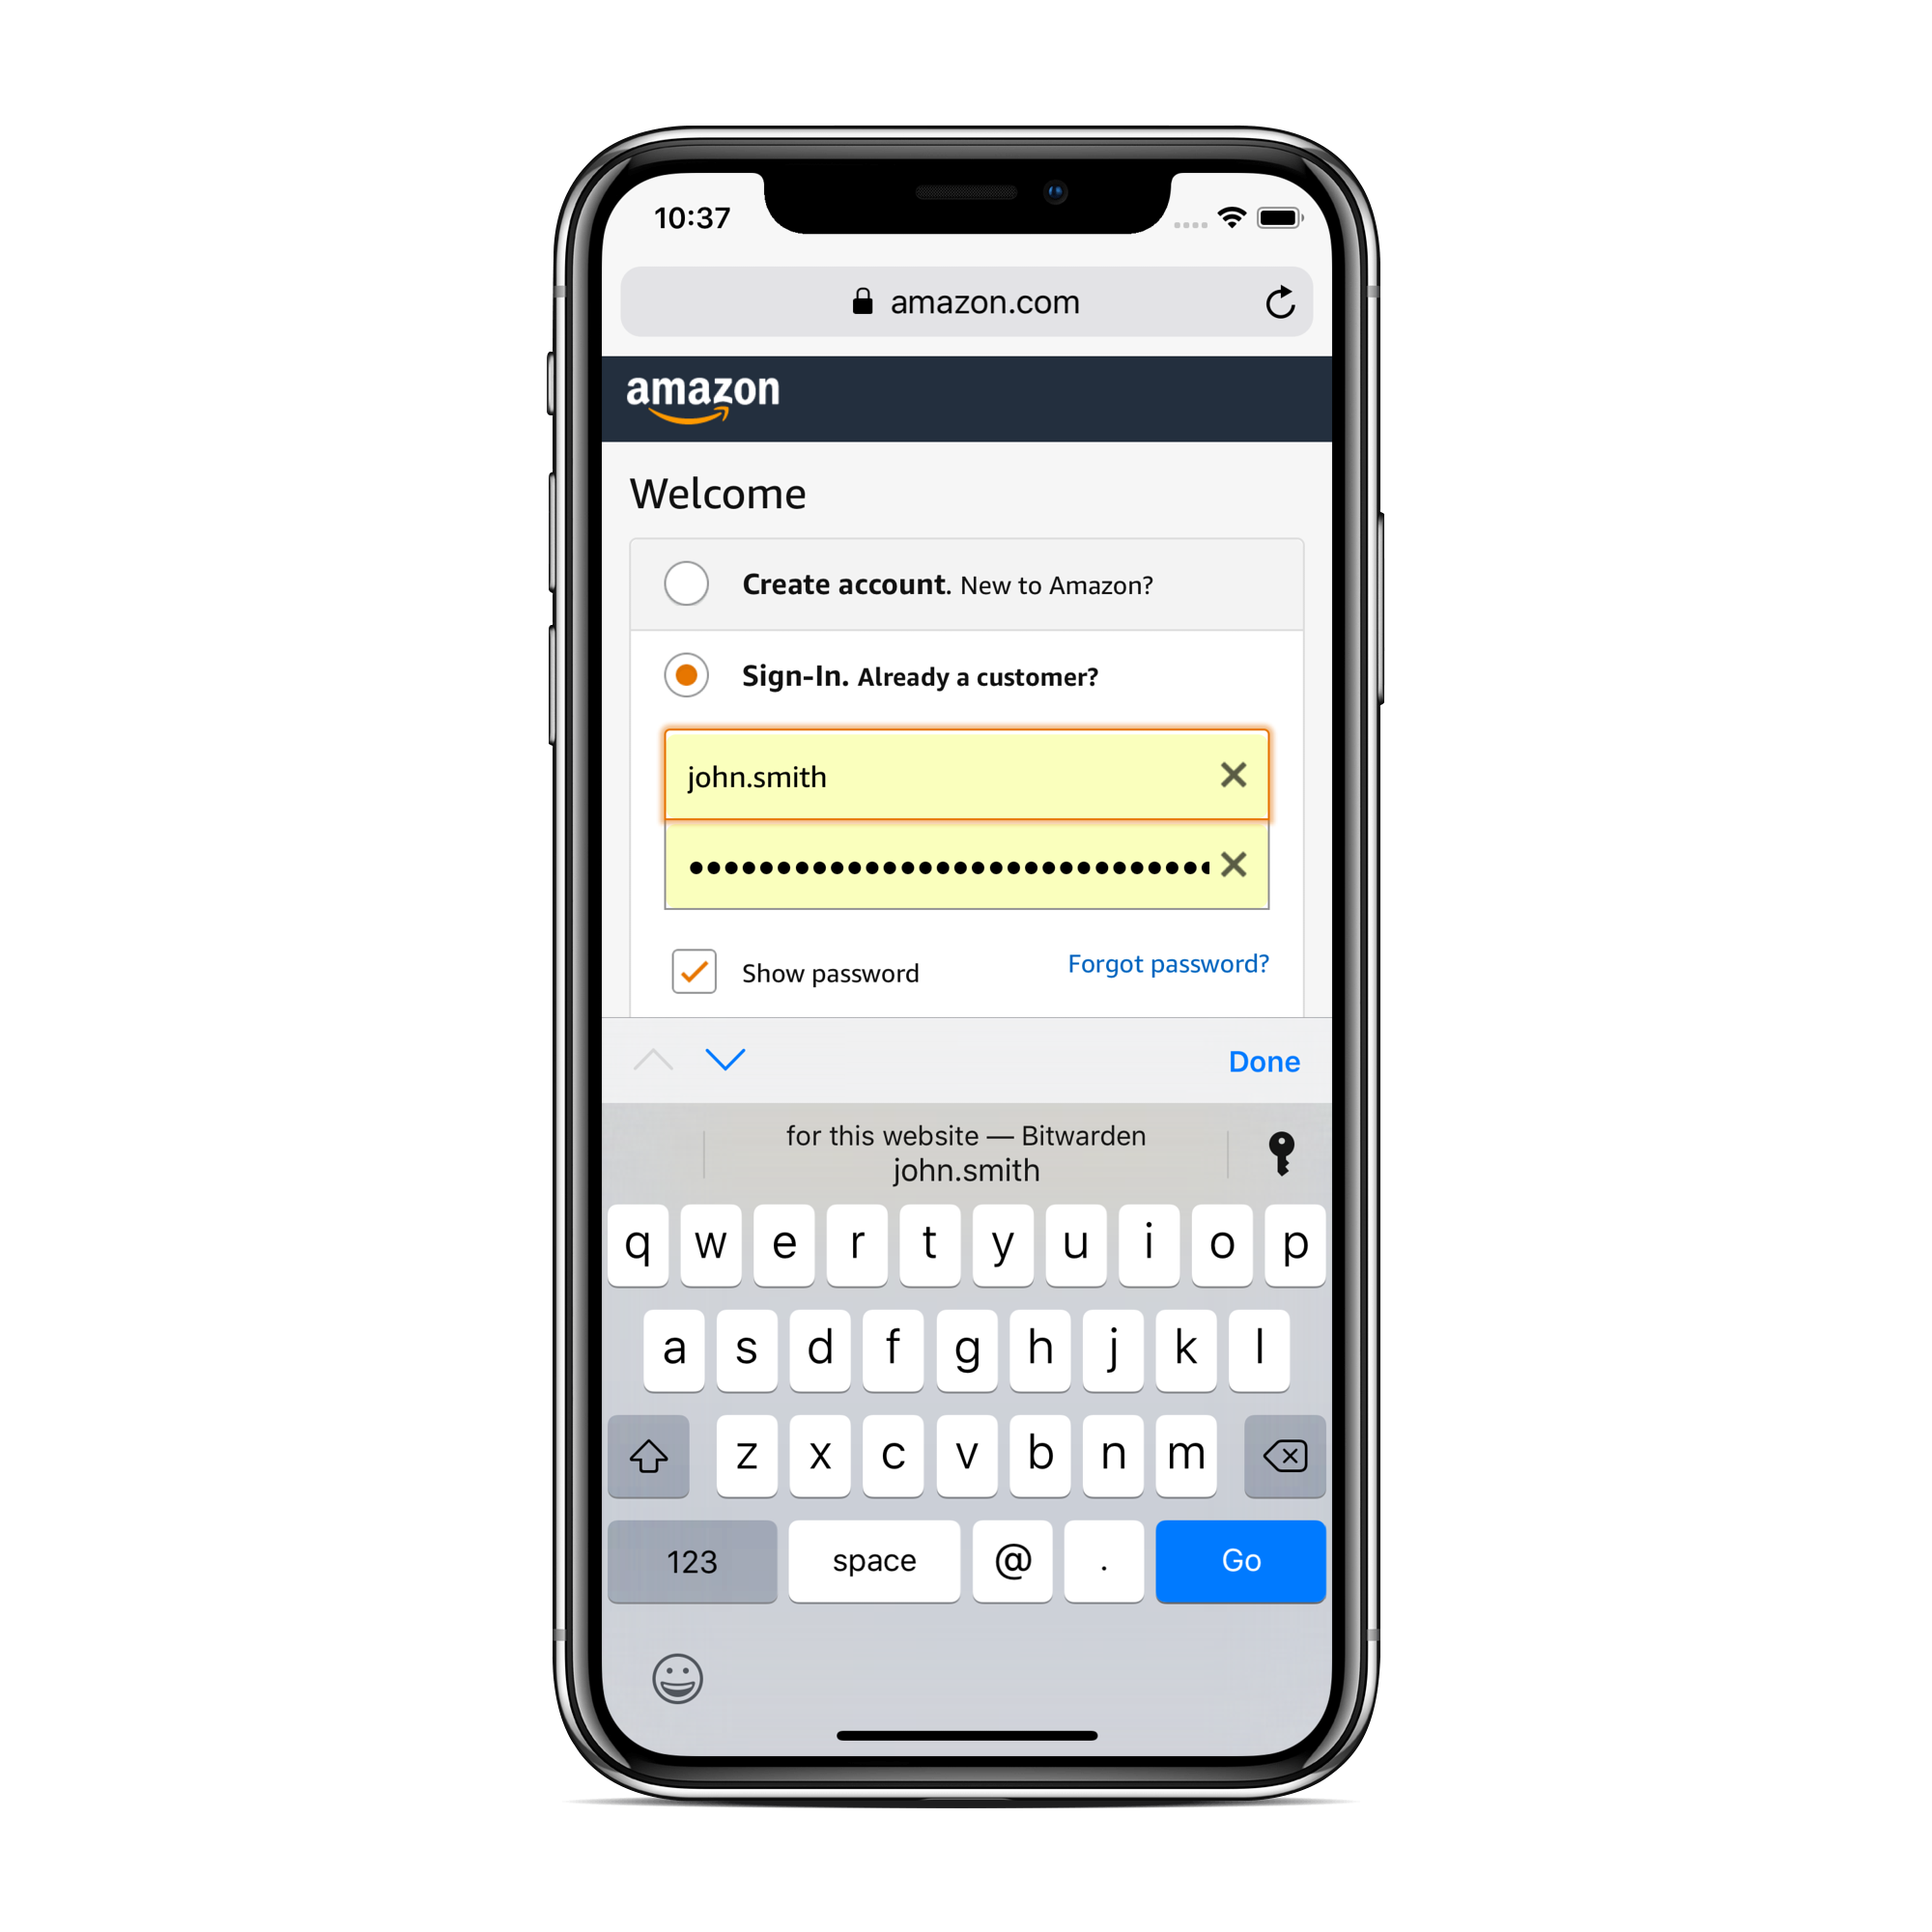 10:37
amazon.com
amazon
Welcome
Create account. New to Amazon?
Sign-In. Already a customer?
john.smith
Show password
Forgot password?
Done
for this website — Bitwarden
john.smith
q w e r t y u i o p
a s d f g h j k l
z x c v b n m
123 space @ . Go